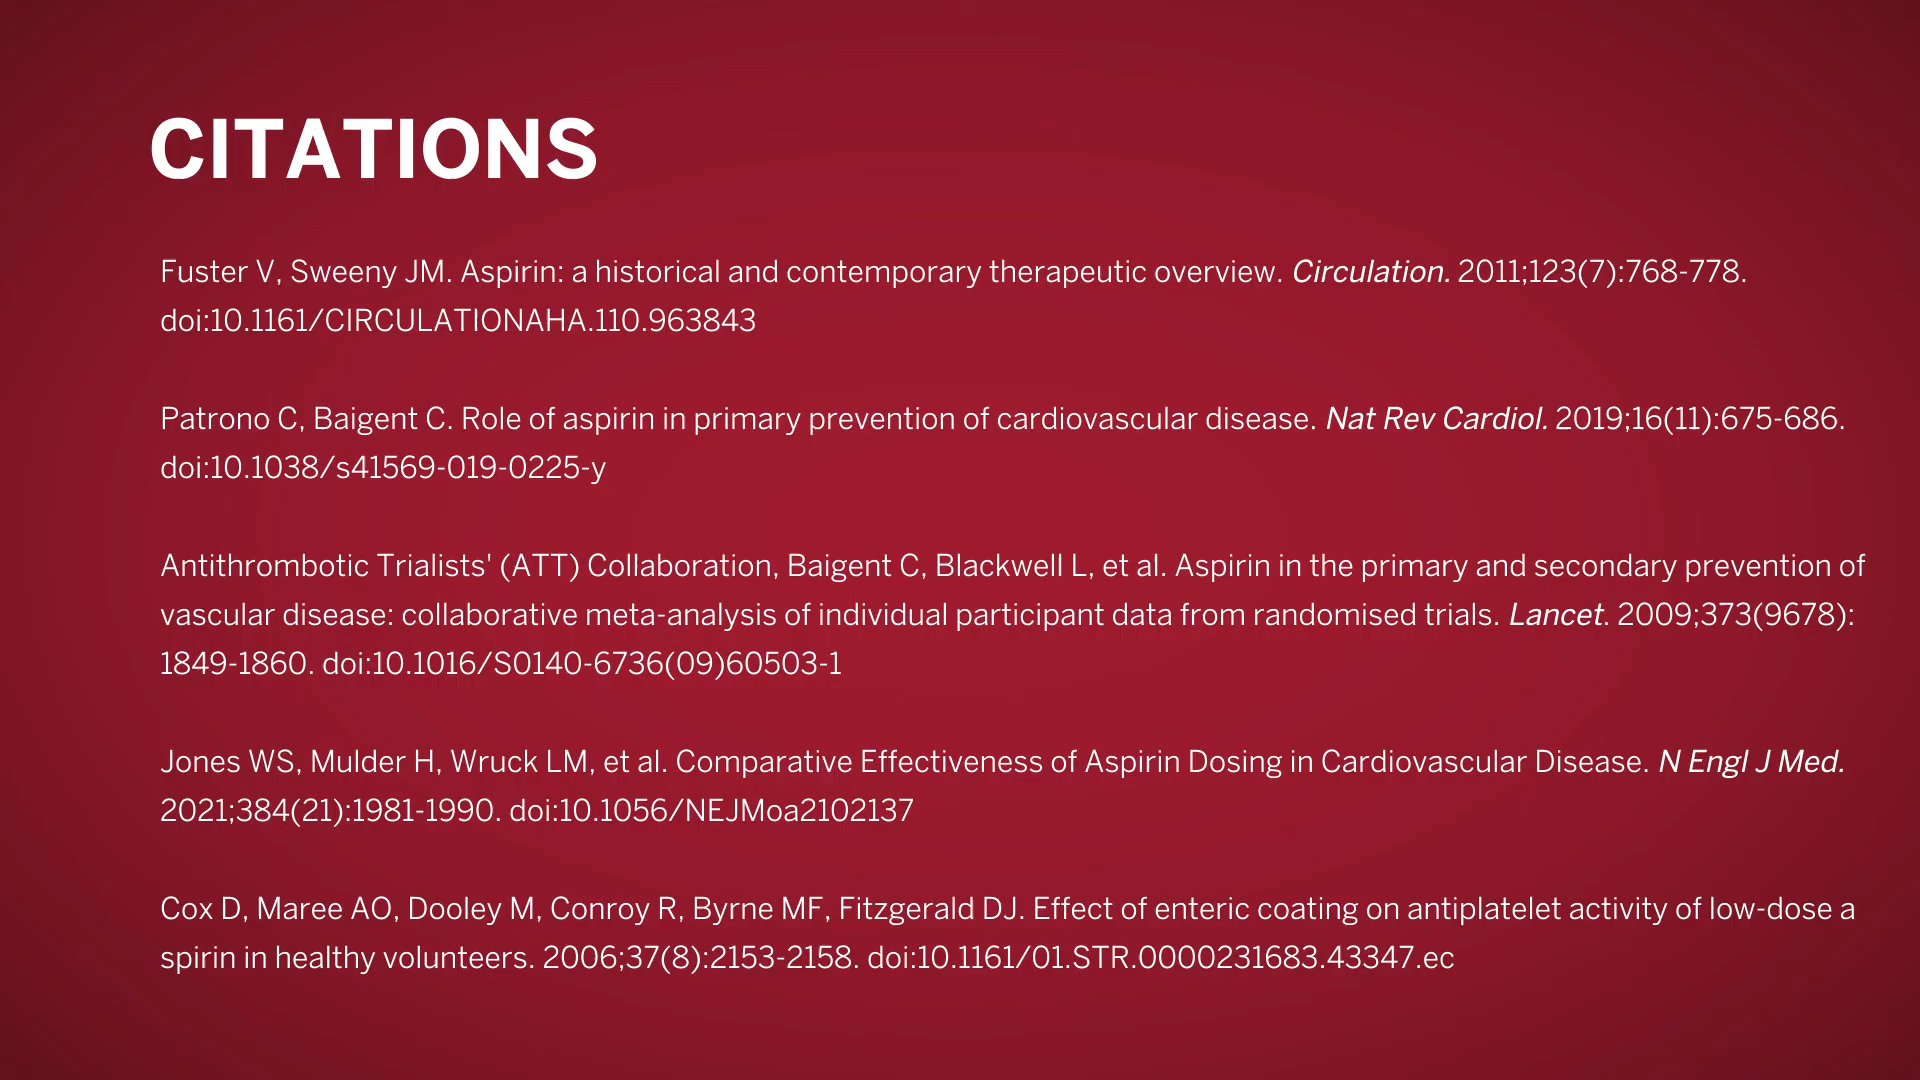 CITATIONS
Fuster V, Sweeny JM. Aspirin: a historical and contemporary therapeutic overview. Circulation. 2011;123(7):768-778.
doi:10.1161/CIRCULATIONAHA.110.963843
Patrono C, Baigent C. Role of aspirin in primary prevention of cardiovascular disease. Nat Rev Cardiol. 2019;16(11):675-686.
doi:10.1038/s41569-019-0225-y
Antithrombotic Trialists' (ATT) Collaboration, Baigent C, Blackwell L, et al. Aspirin in the primary and secondary prevention of
vascular disease: collaborative meta-analysis of individual participant data from randomised trials. Lancet. 2009;373(9678):
1849-1860. doi:10.1016/S0140-6736(09)60503-1
Jones WS, Mulder H, Wruck LM, et al. Comparative Effectiveness of Aspirin Dosing in Cardiovascular Disease. N Engl J Med.
2021;384(21):1981-1990. doi:10.1056/NEJMoa2102137
Cox D, Maree AO, Dooley M, Conroy R, Byrne MF, Fitzgerald DJ. Effect of enteric coating on antiplatelet activity of low-dose a
spirin in healthy volunteers. 2006;37(8):2153-2158. doi:10.1161/01.STR.0000231683.43347.ec